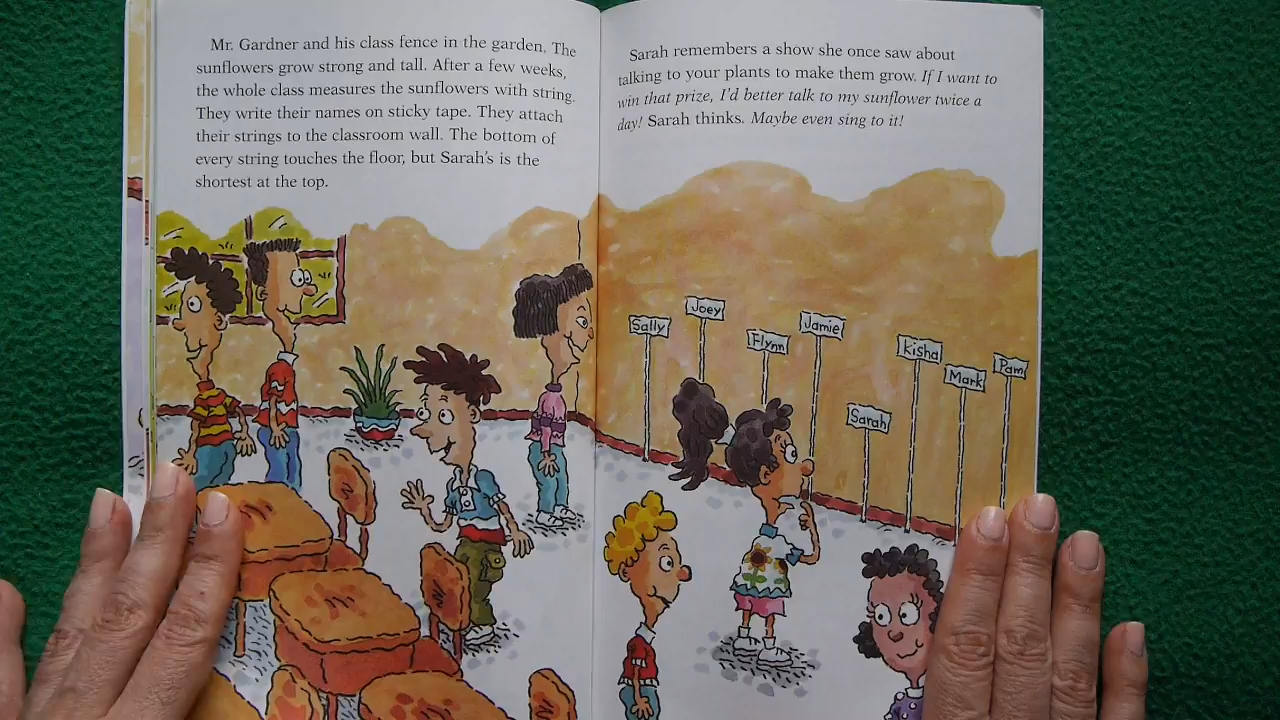 Mr. Gardner and his class fence in the garden. The
sunflowers grow strong and tall. After a few weeks,
the whole class measures the sunflowers with string.
They write their names on sticky tape. They attach
their strings to the classroom wall. The bottom of
every string touches the floor, but Sarah's is the
shortest at the top.
Sarah remembers a show she once saw about
talking to your plants to make them grow. If I want to
win that prize, I'd better talk to my sunflower twice a
day! Sarah thinks. Maybe even sing to it!
Sally
Joey
Flynn
Jamie
Sarah
Kisha
Mark
Pam